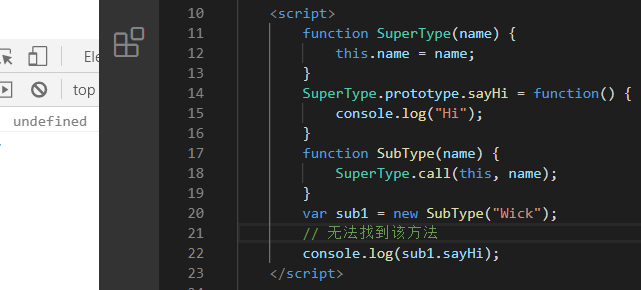 Ele
top
undefined
10 <script>
11 function SuperType(name) {
12 this.name = name;
13 }
14 SuperType.prototype.sayHi = function() {
15 console.log("Hi");
16 }
17 function SubType(name) {
18 SuperType.call(this, name);
19 }
20 var sub1 = new SubType("Wick");
21 // 无法找到该方法
22 console.log(sub1.sayHi);
23 </script>